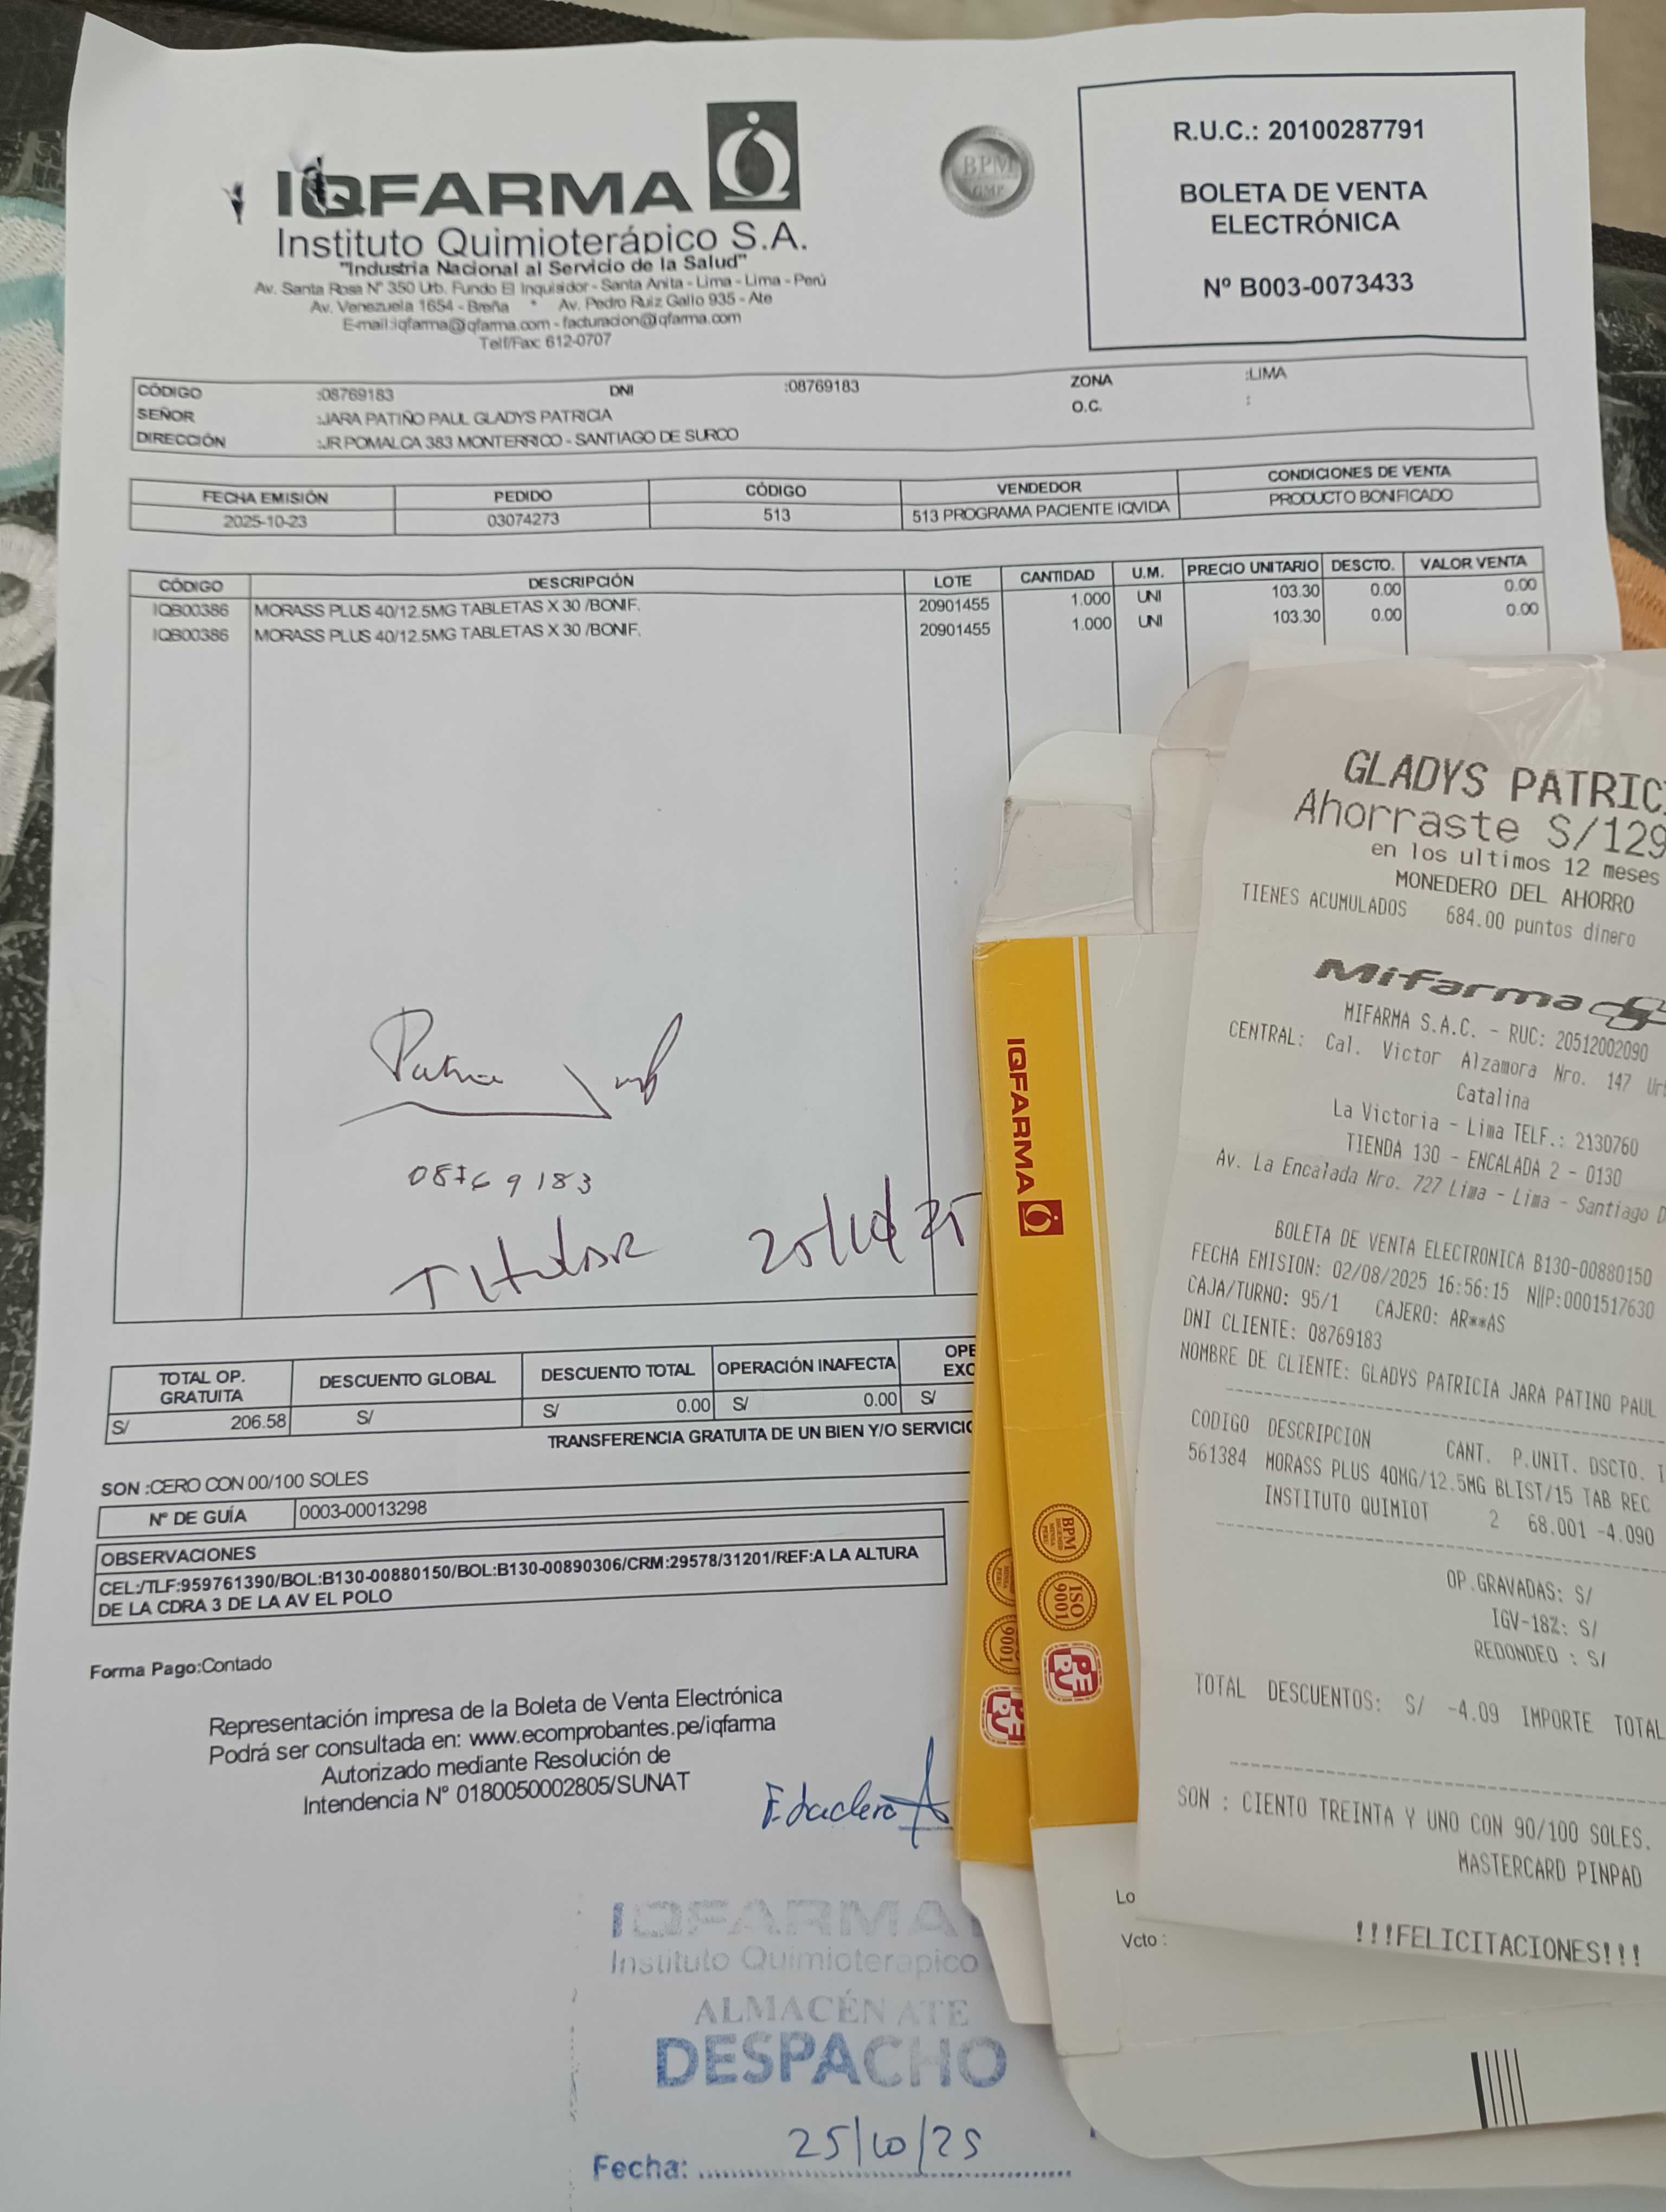 IQFARMA
Instituto Quimioterápico S.A.
"Industria Nacional al Servicio de la Salud"
Av. Santa Rosa N° 350 Urb. Fundo El Inquisidor - Santa Anita - Lima - Lima - Perú
Av. Venezuela 1654 - Breña * Av. Pedro Ruiz Gallo 935 - Ate
E-mail:iqfarma@iqfarma.com - facturacion@iqfarma.com
Telf/Fax: 612-0707
BPM
GMP
R.U.C.: 20100287791
BOLETA DE VENTA
ELECTRÓNICA
Nº B003-0073433
CÓDIGO :08769183 DNI :08769183 ZONA :LIMA
SEÑOR :JARA PATIÑO PAUL GLADYS PATRICIA O.C. :
DIRECCIÓN :JR POMALCA 383 MONTERRICO - SANTIAGO DE SURCO
FECHA EMISIÓN PEDIDO CÓDIGO VENDEDOR CONDICIONES DE VENTA
2025-10-23 03074273 513 513 PROGRAMA PACIENTE IQVIDA PRODUCTO BONIFICADO
CÓDIGO DESCRIPCIÓN LOTE CANTIDAD U.M. PRECIO UNITARIO DESCTO. VALOR VENTA
IQB00386 MORASS PLUS 40/12.5MG TABLETAS X 30 /BONIF. 20901455 1.000 UNI 103.30 0.00 0.00
IQB00386 MORASS PLUS 40/12.5MG TABLETAS X 30 /BONIF. 20901455 1.000 UNI 103.30 0.00 0.00
08769183
Titular 25/10/25
TOTAL OP. GRATUITA DESCUENTO GLOBAL DESCUENTO TOTAL OPERACIÓN INAFECTA OPE
EXO
S/ 206.58 S/ S/ 0.00 S/ 0.00 S/
TRANSFERENCIA GRATUITA DE UN BIEN Y/O SERVICIO
SON :CERO CON 00/100 SOLES
Nº DE GUÍA 0003-00013298
OBSERVACIONES
CEL:/TLF:959761390/BOL:B130-00880150/BOL:B130-00890306/CRM:29578/31201/REF:A LA ALTURA
DE LA CDRA 3 DE LA AV EL POLO
Forma Pago:Contado
Representación impresa de la Boleta de Venta Electrónica
Podrá ser consultada en: www.ecomprobantes.pe/iqfarma
Autorizado mediante Resolución de
Intendencia N° 0180050002805/SUNAT
IQFARMA
Instituto Quimioterapico
ALMACÉN ATE
DESPACHO
Fecha: 25/10/25
IQFARMA
BPM
ISO
9001
PERU
9001
Lo
Vcto :
GLADYS PATRIC
Ahorraste S/129
en los ultimos 12 meses
MONEDERO DEL AHORRO
TIENES ACUMULADOS 684.00 puntos dinero
Mifarma
MIFARMA S.A.C. - RUC: 20512002090
CENTRAL: Cal. Victor Alzamora Nro. 147 Ur
Catalina
La Victoria - Lima TELF.: 2130760
TIENDA 130 - ENCALADA 2 - 0130
Av. La Encalada Nro. 727 Lima - Lima - Santiago D
BOLETA DE VENTA ELECTRONICA B130-00880150
FECHA EMISION: 02/08/2025 16:56:15 N||P:0001517630
CAJA/TURNO: 95/1 CAJERO: AR**AS
DNI CLIENTE: 08769183
NOMBRE DE CLIENTE: GLADYS PATRICIA JARA PATINO PAUL
CODIGO DESCRIPCION CANT. P.UNIT. DSCTO. I
561384 MORASS PLUS 40MG/12.5MG BLIST/15 TAB REC
INSTITUTO QUIMIOT 2 68.001 -4.090
OP.GRAVADAS: S/
IGV-18%: S/
REDONDEO : S/
TOTAL DESCUENTOS: S/ -4.09 IMPORTE TOTAL
SON : CIENTO TREINTA Y UNO CON 90/100 SOLES.
MASTERCARD PINPAD
!!!FELICITACIONES!!!